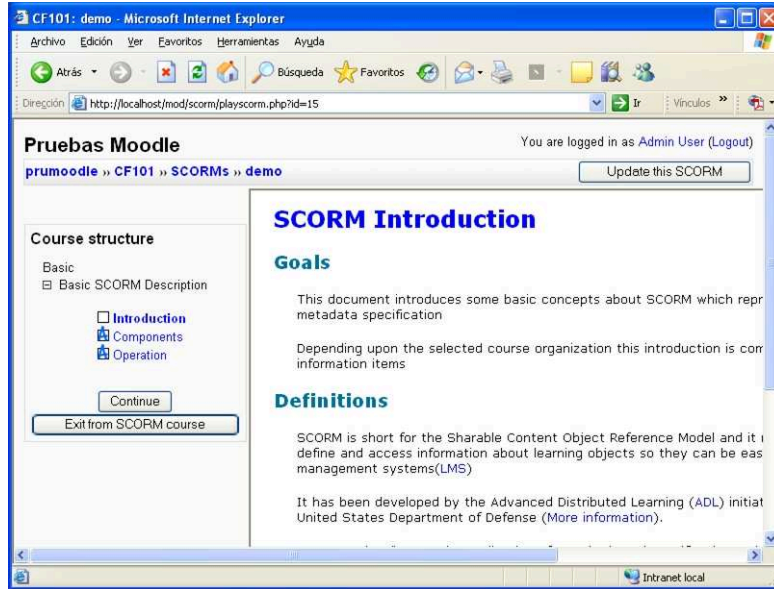 CF101: demo - Microsoft Internet Explorer
Archivo Edición Ver Favoritos Herramientas Ayuda
Atrás Búsqueda Favoritos
Dirección http://localhost/mod/scorm/playscorm.php?id=15 Ir Vínculos »
Pruebas Moodle
You are logged in as Admin User (Logout)
prumoodle » CF101 » SCORMs » demo
Update this SCORM
Course structure
Basic
Basic SCORM Description
Introduction
Components
Operation
Continue
Exit from SCORM course
SCORM Introduction
Goals
This document introduces some basic concepts about SCORM which repr
metadata specification
Depending upon the selected course organization this introduction is com
information items
Definitions
SCORM is short for the Sharable Content Object Reference Model and it
define and access information about learning objects so they can be eas
management systems(LMS)
It has been developed by the Advanced Distributed Learning (ADL) initiat
United States Department of Defense (More information).
Intranet local